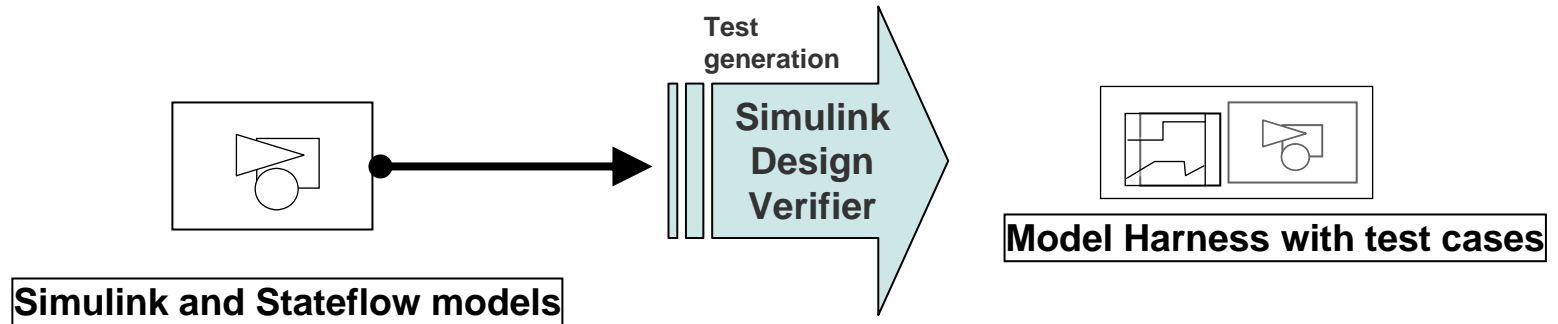 Test
generation
Simulink
Design
Verifier
Model Harness with test cases
Simulink and Stateflow models